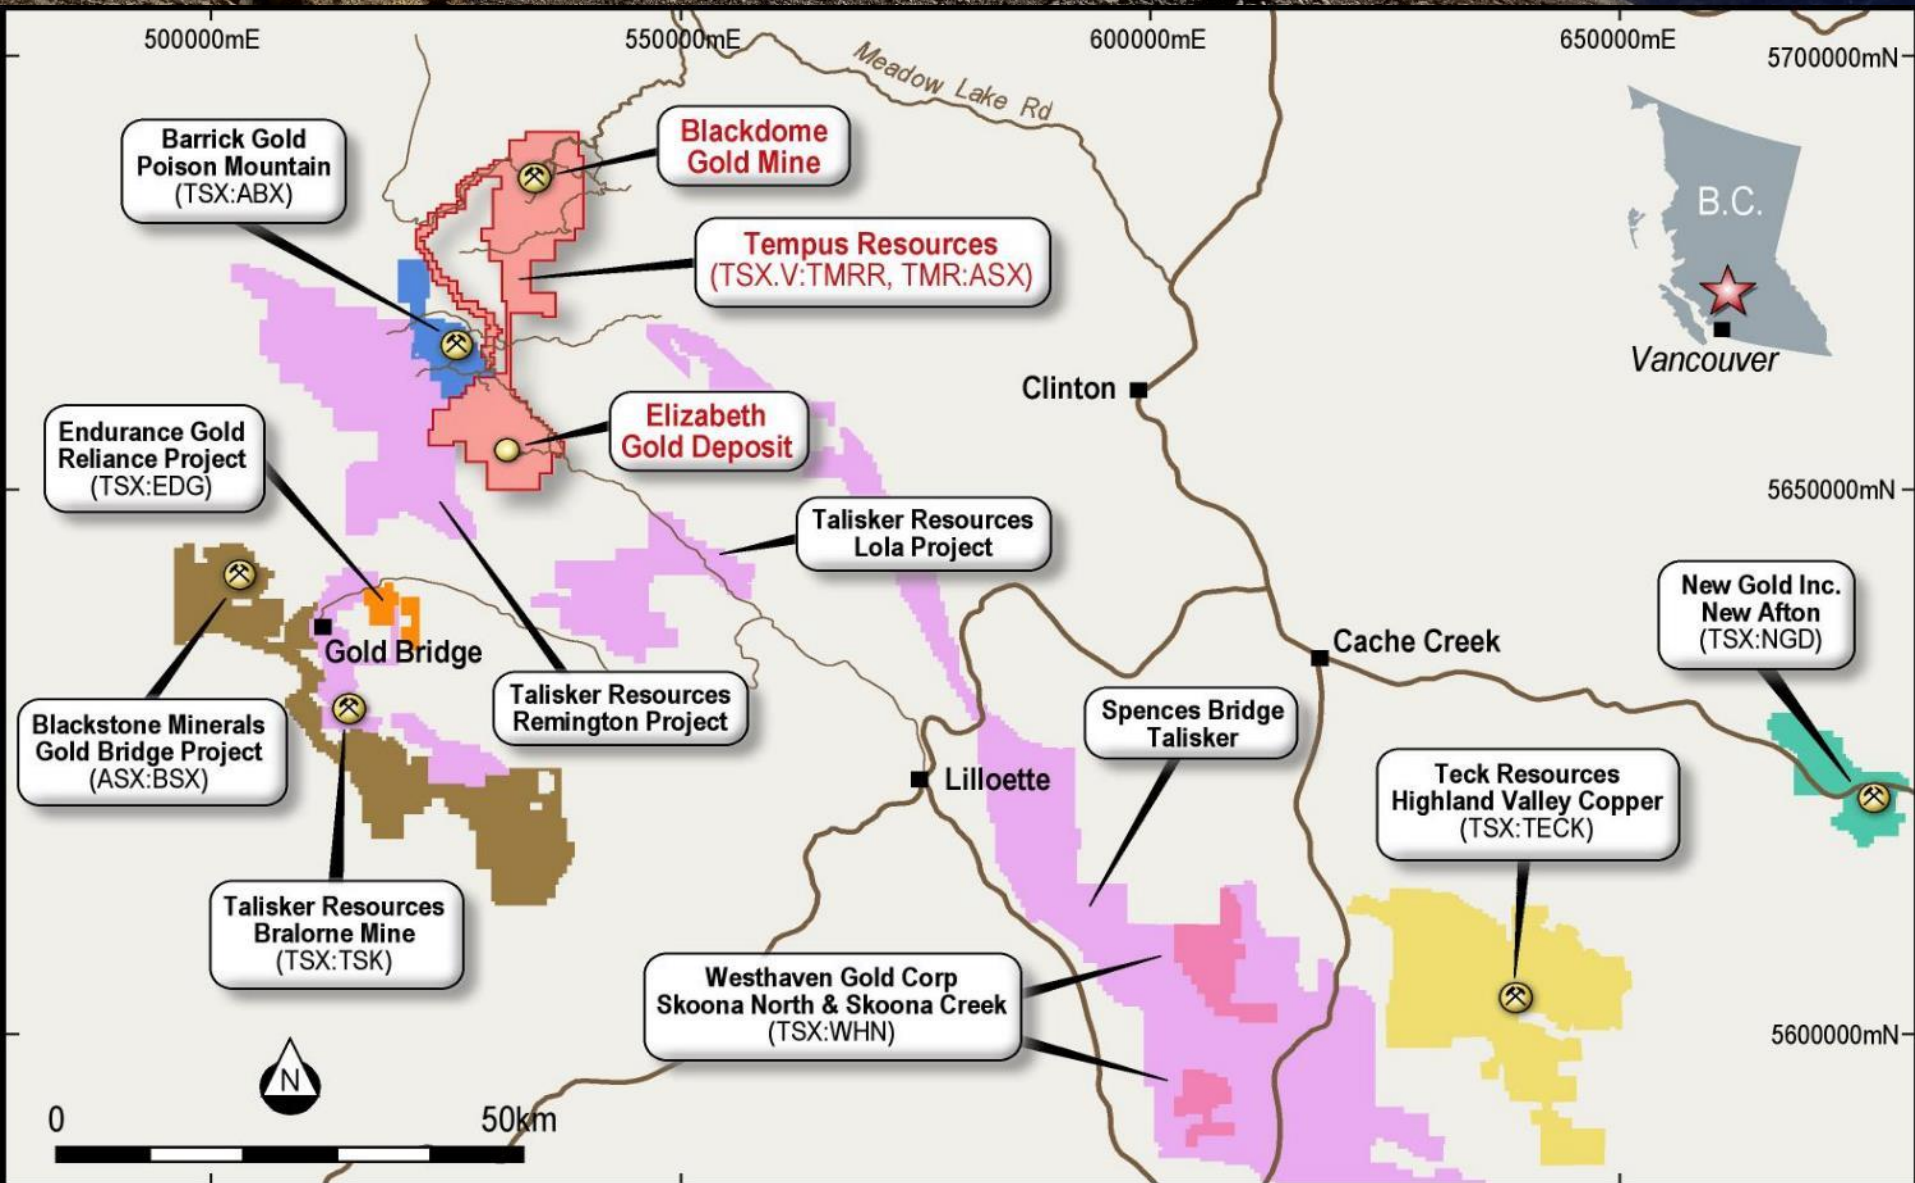 500000mE
550000mE
600000mE
650000mE
5700000mN
Meadow Lake Rd
Barrick Gold
Poison Mountain
(TSX:ABX)
Blackdome
Gold Mine
Tempus Resources
(TSX.V:TMRR, TMR:ASX)
B.C.
Vancouver
Clinton
Elizabeth
Gold Deposit
Endurance Gold
Reliance Project
(TSX:EDG)
5650000mN
Talisker Resources
Lola Project
New Gold Inc.
New Afton
(TSX:NGD)
Gold Bridge
Cache Creek
Talisker Resources
Remington Project
Blackstone Minerals
Gold Bridge Project
(ASX:BSX)
Spences Bridge
Talisker
Lilloette
Teck Resources
Highland Valley Copper
(TSX:TECK)
Talisker Resources
Bralorne Mine
(TSX:TSK)
Westhaven Gold Corp
Skoona North & Skoona Creek
(TSX:WHN)
5600000mN
N
0
50km